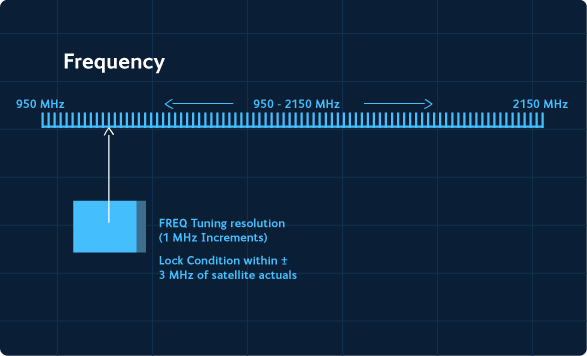 Frequency
950 MHz
950 - 2150 MHz
2150 MHz
FREQ Tuning resolution
(1 MHz Increments)
Lock Condition within ±
3 MHz of satellite actuals